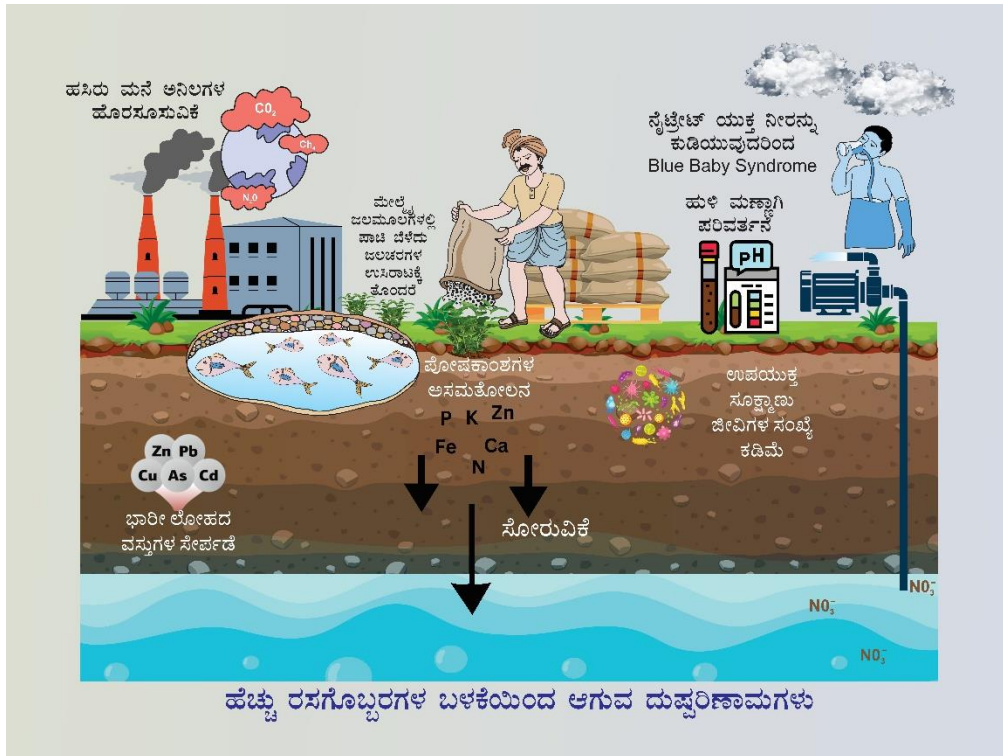 ಹಸಿರು ಮನೆ ಅನಿಲಗಳ
ಹೊರಸೂಸುವಿಕೆ
CO₂
Ch₄
N₂O
ಮೇಲ್ಮೈ
ಜಲಮೂಲಗಳಲ್ಲಿ
ಪಾಚಿ ಬೆಳೆದು
ಜಲಚರಗಳ
ಉಸಿರಾಟಕ್ಕೆ
ತೊಂದರೆ
ನೈಟ್ರೇಟ್ ಯುಕ್ತ ನೀರನ್ನು
ಕುಡಿಯುವುದರಿಂದ
Blue Baby Syndrome
ಹುಳಿ ಮಣ್ಣಾಗಿ
ಪರಿವರ್ತನೆ
pH
ಪೋಷಕಾಂಶಗಳ
ಅಸಮತೋಲನ
P K Zn
Fe Ca
N
ಉಪಯುಕ್ತ
ಸೂಕ್ಷ್ಮಾಣು
ಜೀವಿಗಳ ಸಂಖ್ಯೆ
ಕಡಿಮೆ
Zn Pb
Cu As Cd
ಭಾರೀ ಲೋಹದ
ವಸ್ತುಗಳ ಸೇರ್ಪಡೆ
ಸೋರುವಿಕೆ
NO₃⁻
NO₃⁻
NO₃⁻
ಹೆಚ್ಚು ರಸಗೊಬ್ಬರಗಳ ಬಳಕೆಯಿಂದ ಆಗುವ ದುಷ್ಪರಿಣಾಮಗಳು